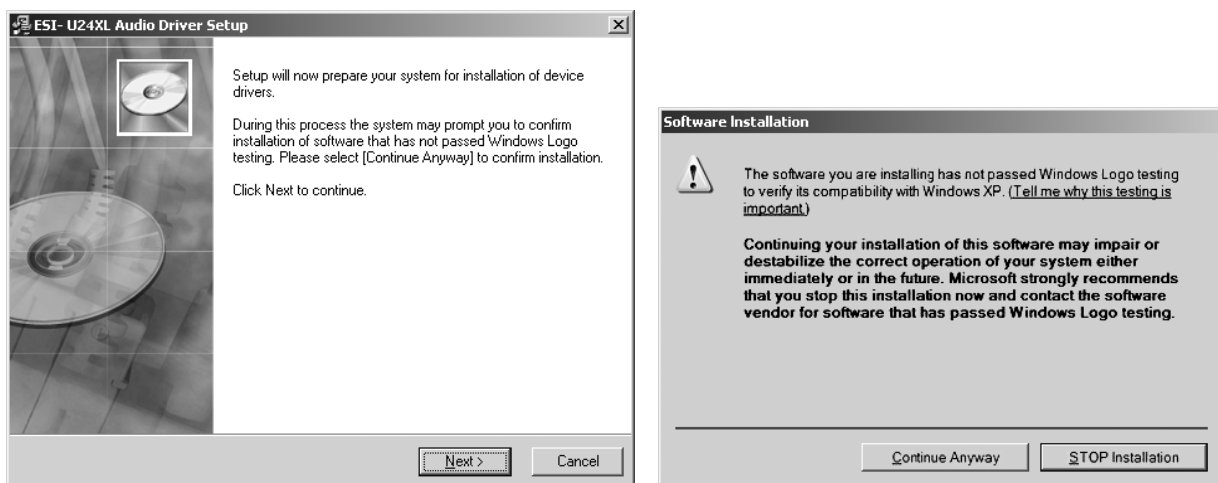 ESI- U24XL Audio Driver Setup
Setup will now prepare your system for installation of device
drivers.
During this process the system may prompt you to confirm
installation of software that has not passed Windows Logo
testing. Please select [Continue Anyway] to confirm installation.
Click Next to continue.
Next >
Cancel
Software Installation
The software you are installing has not passed Windows Logo testing
to verify its compatibility with Windows XP. (Tell me why this testing is
important.)
Continuing your installation of this software may impair or
destabilize the correct operation of your system either
immediately or in the future. Microsoft strongly recommends
that you stop this installation now and contact the software
vendor for software that has passed Windows Logo testing.
Continue Anyway
STOP Installation